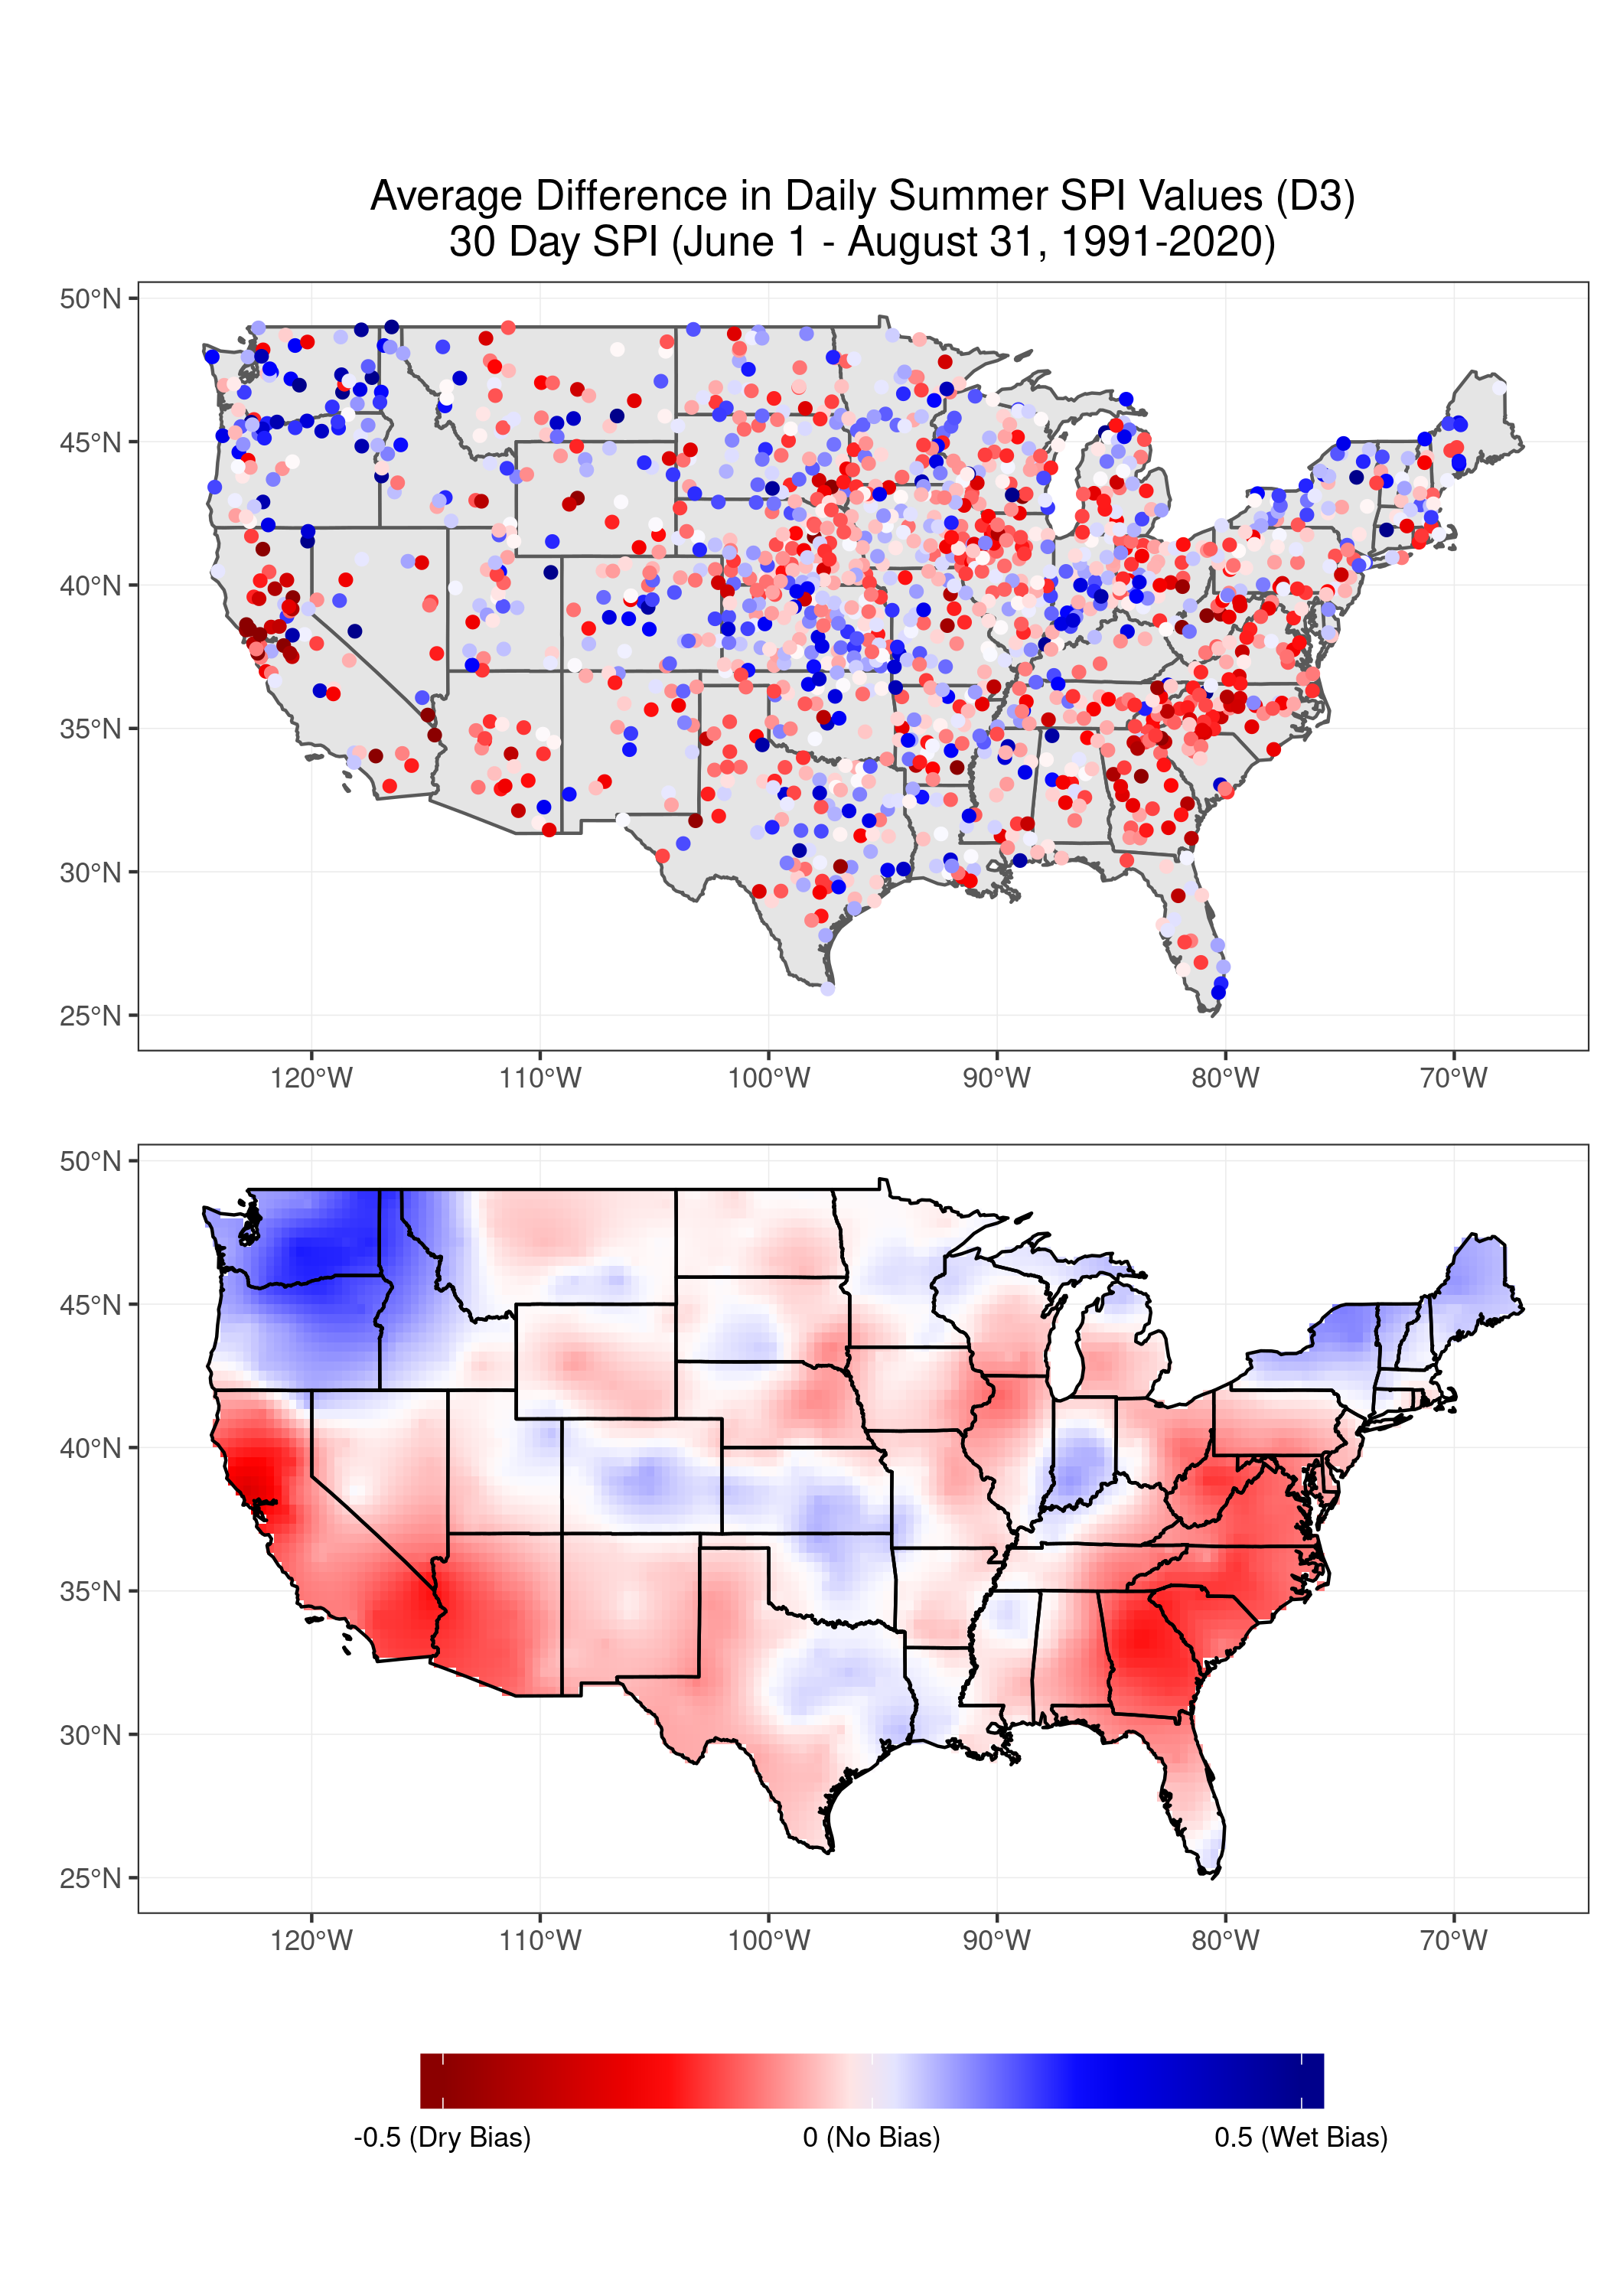 Average Difference in Daily Summer SPI Values (D3)
30 Day SPI (June 1 - August 31, 1991-2020)
50°N
45°N
40°N
35°N
30°N
25°N
120°W 110°W 100°W 90°W 80°W 70°W
50°N
45°N
40°N
35°N
30°N
25°N
120°W 110°W 100°W 90°W 80°W 70°W
-0.5 (Dry Bias) 0 (No Bias) 0.5 (Wet Bias)